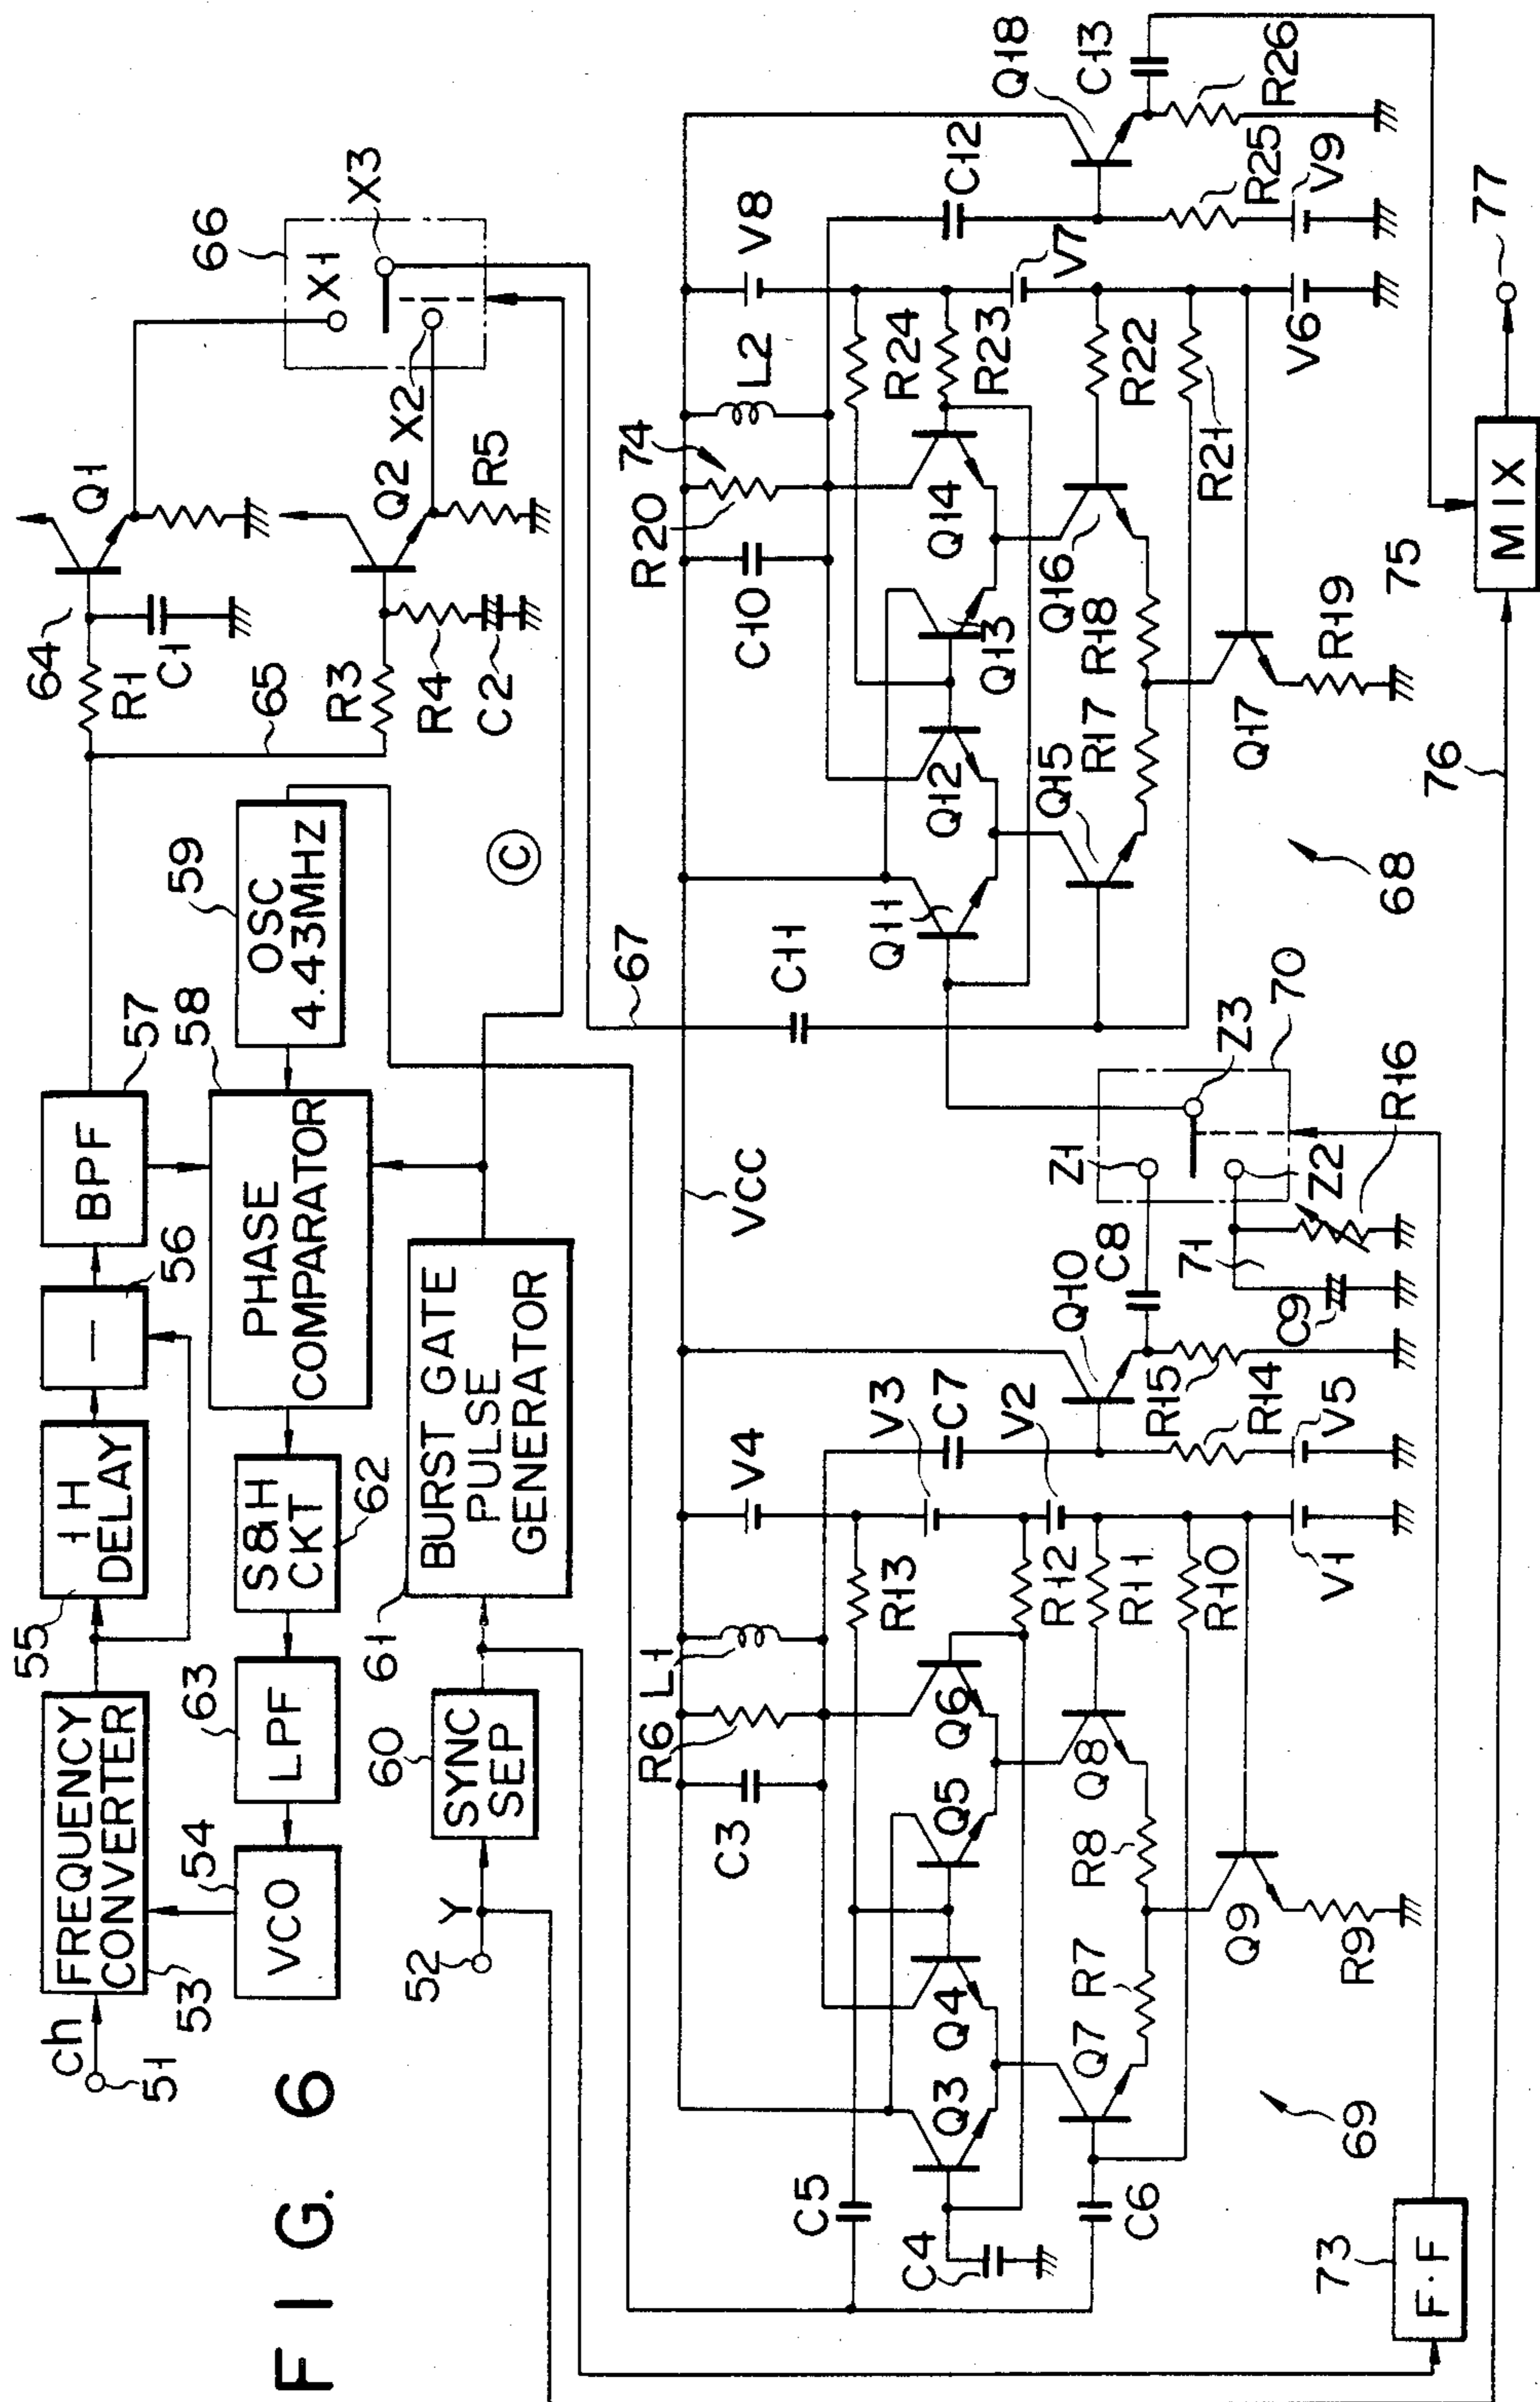 FIG. 6
ch
51
FREQUENCY
CONVERTER
53
1H
DELAY
55
—
56
BPF
57
64
R1
C1
Q1
65
R3
R4
C2
Q2
R5
66
X1
X2
X3
VCO
54
LPF
63
S&H
CKT
62
PHASE
COMPARATOR
58
OSC
4.43MHZ
59
Y
52
SYNC
SEP
60
BURST GATE
PULSE
GENERATOR
61
C
67
VCC
C3
R6
L1
V4
V3
V2
V1
C7
V5
R13
R12
R11
R10
Q3
Q4
Q5
Q6
Q7
Q8
R7
R8
Q9
R9
C4
C5
C6
69
Q10
R15
R14
C8
71
C9
R16
Z1
Z2
Z3
70
C11
C10
R20
74
L2
V8
Q11
Q12
Q13
Q14
Q15
Q16
R17
R18
Q17
R19
R24
R23
R22
R21
V7
V6
C12
Q18
C13
R25
R26
V9
68
73
F·F
76
75
MIX
77